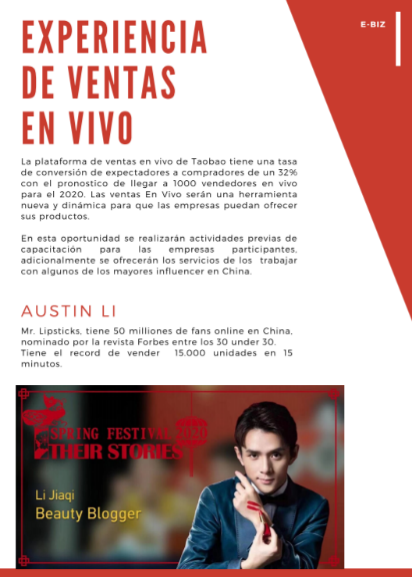 E-BIZ
EXPERIENCIA
DE VENTAS
EN VIVO
La plataforma de ventas en vivo de Taobao tiene una tasa
de conversión de expectadores a compradores de un 32%
con el pronostico de llegar a 1000 vendedores en vivo
para el 2020. Las ventas En Vivo serán una herramienta
nueva y dinámica para que las empresas puedan ofrecer
sus productos.
En esta oportunidad se realizarán actividades previas de
capacitación para las empresas participantes,
adicionalmente se ofrecerán los servicios de los trabajar
con algunos de los mayores influencer en China.
AUSTIN LI
Mr. Lipsticks, tiene 50 milliones de fans online en China,
nominado por la revista Forbes entre los 30 under 30.
Tiene el record de vender 15.000 unidades en 15
minutos.
SPRING FESTIVAL 2020
THEIR STORIES
Li Jiaqi
Beauty Blogger